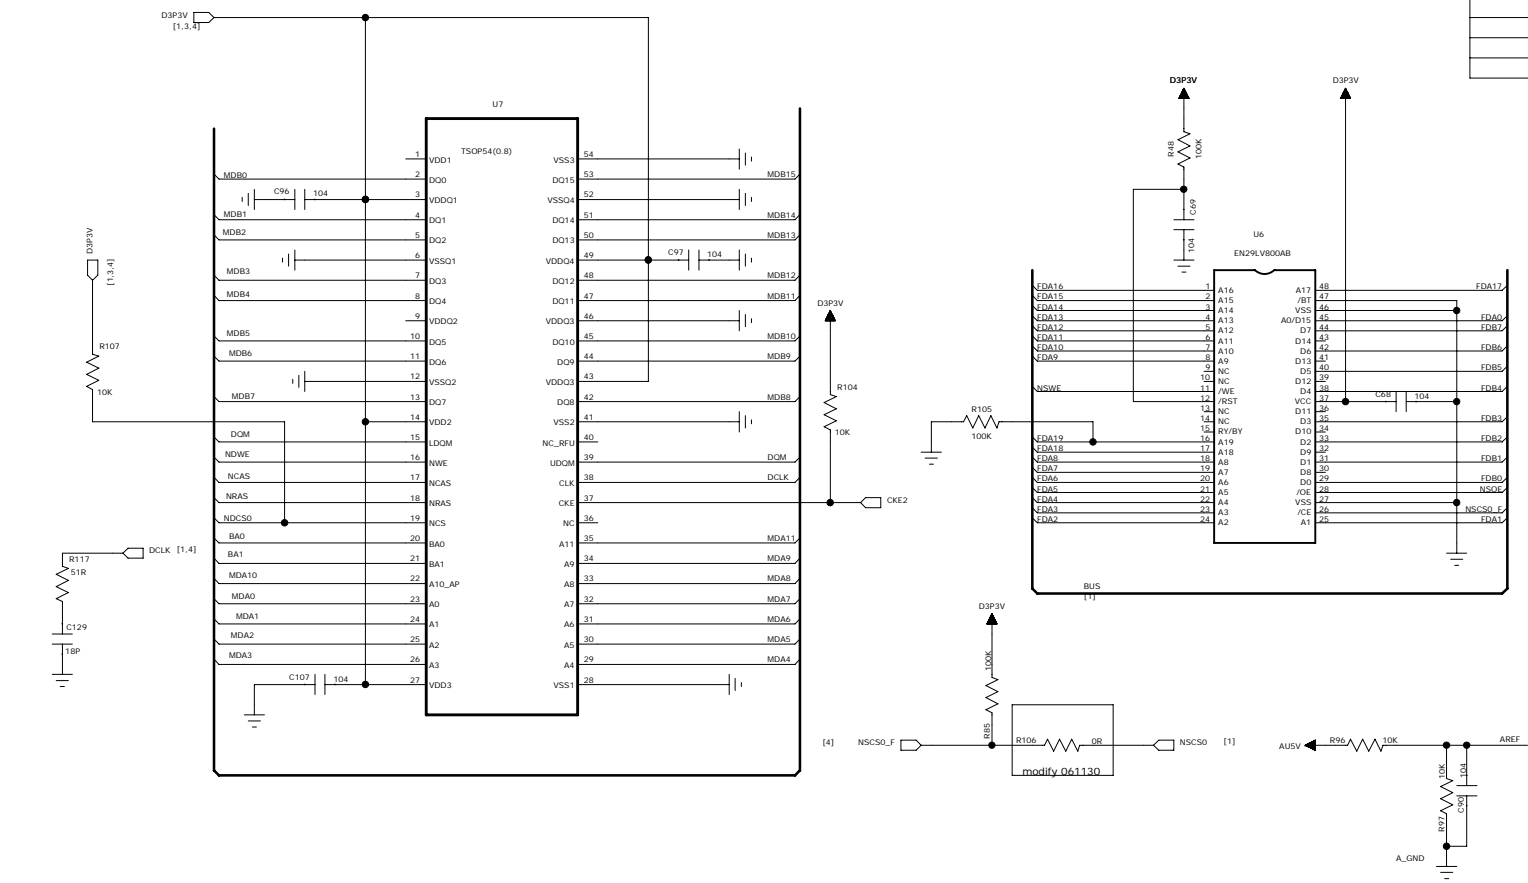 D3P3V
[1,3,4]
U7
TSOP54(0.8)
1 VDD1 VSS3 54
MDB0 2 DQ0 DQ15 53 MDB15
C96 104 3 VDDQ1 VSSQ4 52
MDB1 4 DQ1 DQ14 51 MDB14
MDB2 5 DQ2 DQ13 50 MDB13
6 VSSQ1 VDDQ4 49 C97 104
MDB3 7 DQ3 DQ12 48 MDB12
MDB4 8 DQ4 DQ11 47 MDB11
9 VDDQ2 VDDQ3 46
MDB5 10 DQ5 DQ10 45 MDB10
MDB6 11 DQ6 DQ9 44 MDB9
12 VSSQ2 VDDQ3 43
MDB7 13 DQ7 DQ8 42 MDB8
14 VDD2 VSS2 41
DQM 15 LDQM NC_RFU 40
NDWE 16 NWE UDQM 39 DQM
NCAS 17 NCAS CLK 38 DCLK
NRAS 18 NRAS CKE 37
NDCS0 19 NCS NC 36
BA0 20 BA0 A11 35 MDA11
BA1 21 BA1 A9 34 MDA9
MDA10 22 A10_AP A8 33 MDA8
MDA0 23 A0 A7 32 MDA7
MDA1 24 A1 A6 31 MDA6
MDA2 25 A2 A5 30 MDA5
MDA3 26 A3 A4 29 MDA4
C107 104 27 VDD3 VSS1 28
D3P3V
[1,3,4]
R107
10K
DCLK [1,4]
R117
51R
C129
18P
D3P3V
R104
10K
CKE2
D3P3V
R48
100K
C69
104
D3P3V
U6
EN29LV800AB
FDA16 1 A16 A17 48 FDA17
FDA15 2 A15 /BT 47
FDA14 3 A14 VSS 46
FDA13 4 A13 A0/D15 45 FDA0
FDA12 5 A12 D7 44 FDB7
FDA11 6 A11 D14 43
FDA10 7 A10 D6 42 FDB6
FDA9 8 A9 D13 41
9 NC D5 40 FDB5
10 NC D12 39
NSWE 11 /WE D4 38 FDB4
12 /RST VCC 37 C68 104
13 NC D11 36
14 NC D3 35 FDB3
15 RY/BY D10 34
FDA19 16 A19 D2 33 FDB2
FDA18 17 A18 D9 32
FDA8 18 A8 D1 31 FDB1
FDA7 19 A7 D8 30
FDA6 20 A6 D0 29 FDB0
FDA5 21 A5 /OE 28 NSOE
FDA4 22 A4 VSS 27
FDA3 23 A3 /CE 26 NSCS0_F
FDA2 24 A2 A1 25 FDA1
R105
100K
BUS
[1]
D3P3V
100K
R85
[4] NSCS0_F R106 0R NSCS0 [1]
modify 061130
AU5V R96 10K AREF
10K
R97
104
C90
A_GND